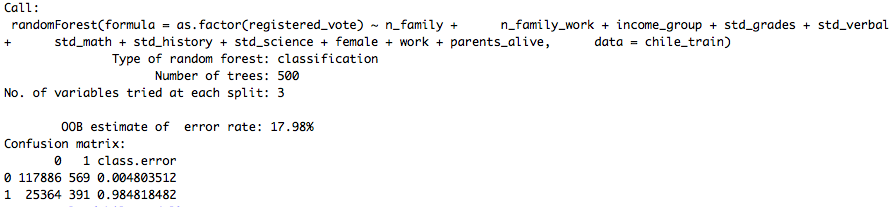 Call:
 randomForest(formula = as.factor(registered_vote) ~ n_family +      n_family_work + income_group + std_grades + std_verbal
+      std_math + std_history + std_science + female + work + parents_alive,      data = chile_train)
               Type of random forest: classification
                     Number of trees: 500
No. of variables tried at each split: 3

        OOB estimate of  error rate: 17.98%
Confusion matrix:
       0   1 class.error
0 117886 569 0.004803512
1  25364 391 0.984818482